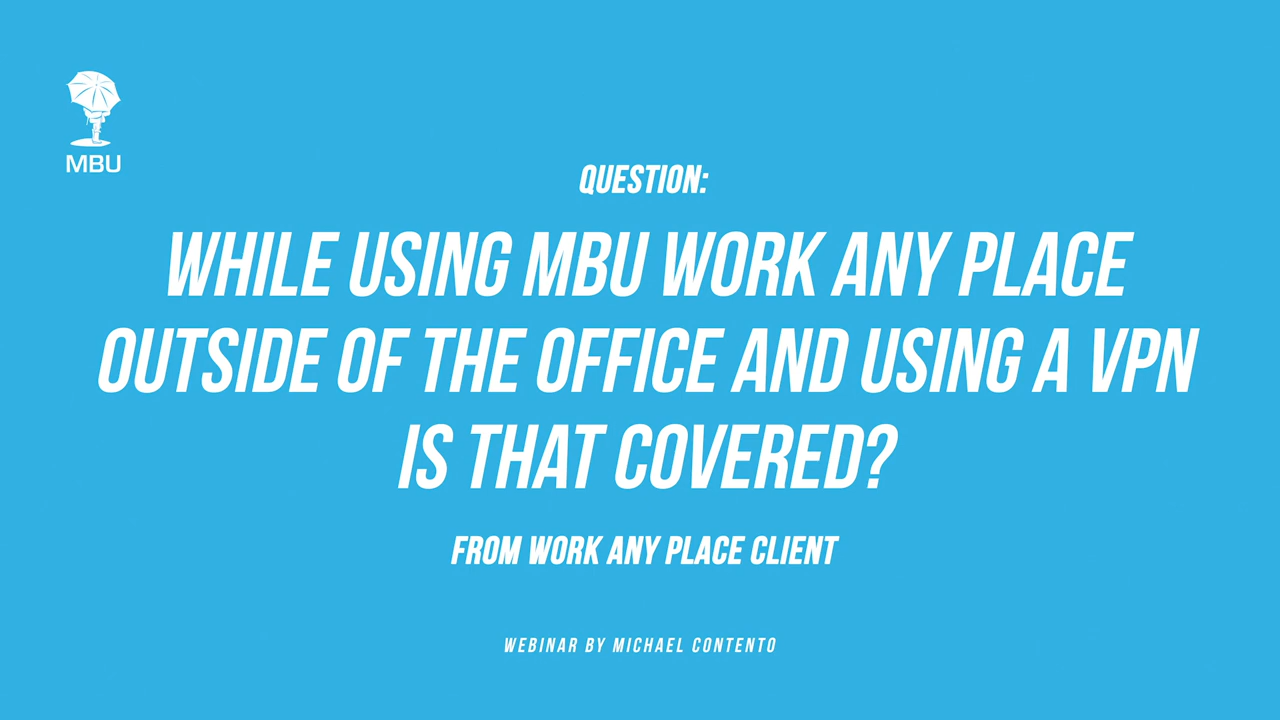 MBU
QUESTION:
WHILE USING MBU WORK ANY PLACE
OUTSIDE OF THE OFFICE AND USING A VPN
IS THAT COVERED?
FROM WORK ANY PLACE CLIENT
WEBINAR BY MICHAEL CONTENTO